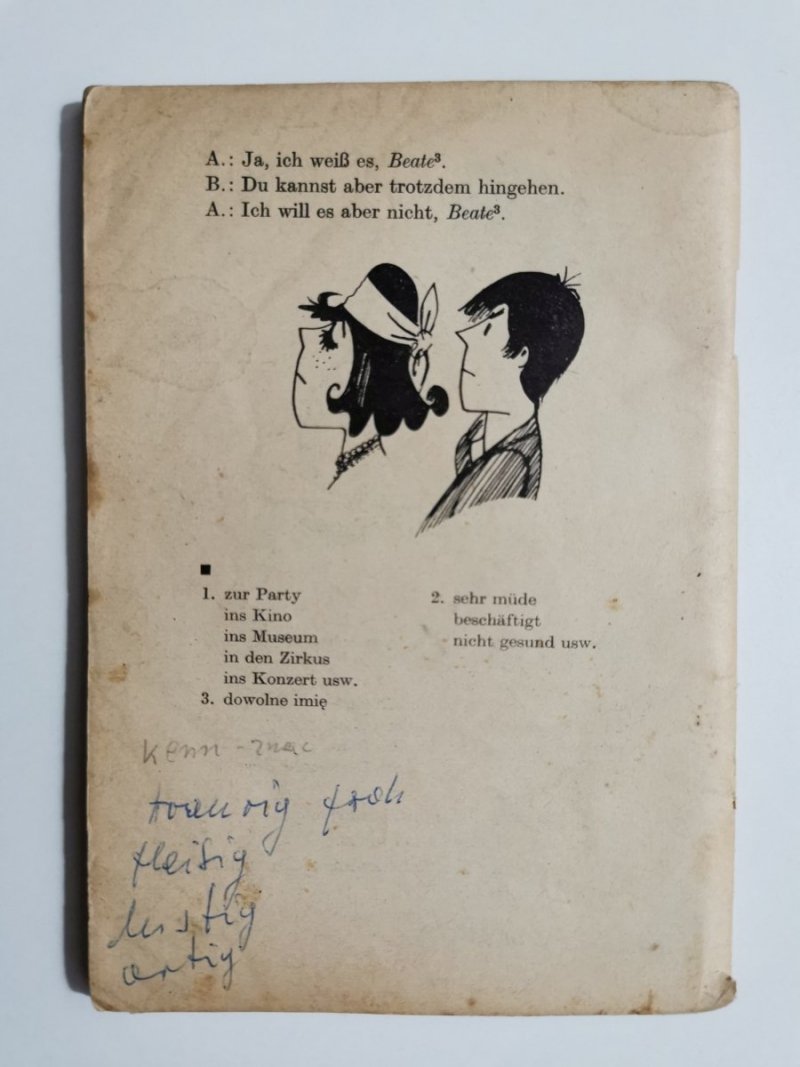 A.: Ja, ich weiß es, Beate³.
B.: Du kannst aber trotzdem hingehen.
A.: Ich will es aber nicht, Beate³.
1. zur Party
ins Kino
ins Museum
in den Zirkus
ins Konzert usw.
2. sehr müde
beschäftigt
nicht gesund usw.
3. dowolne imię
kenn - znać
traurig froh
fleißig
lustig
artig